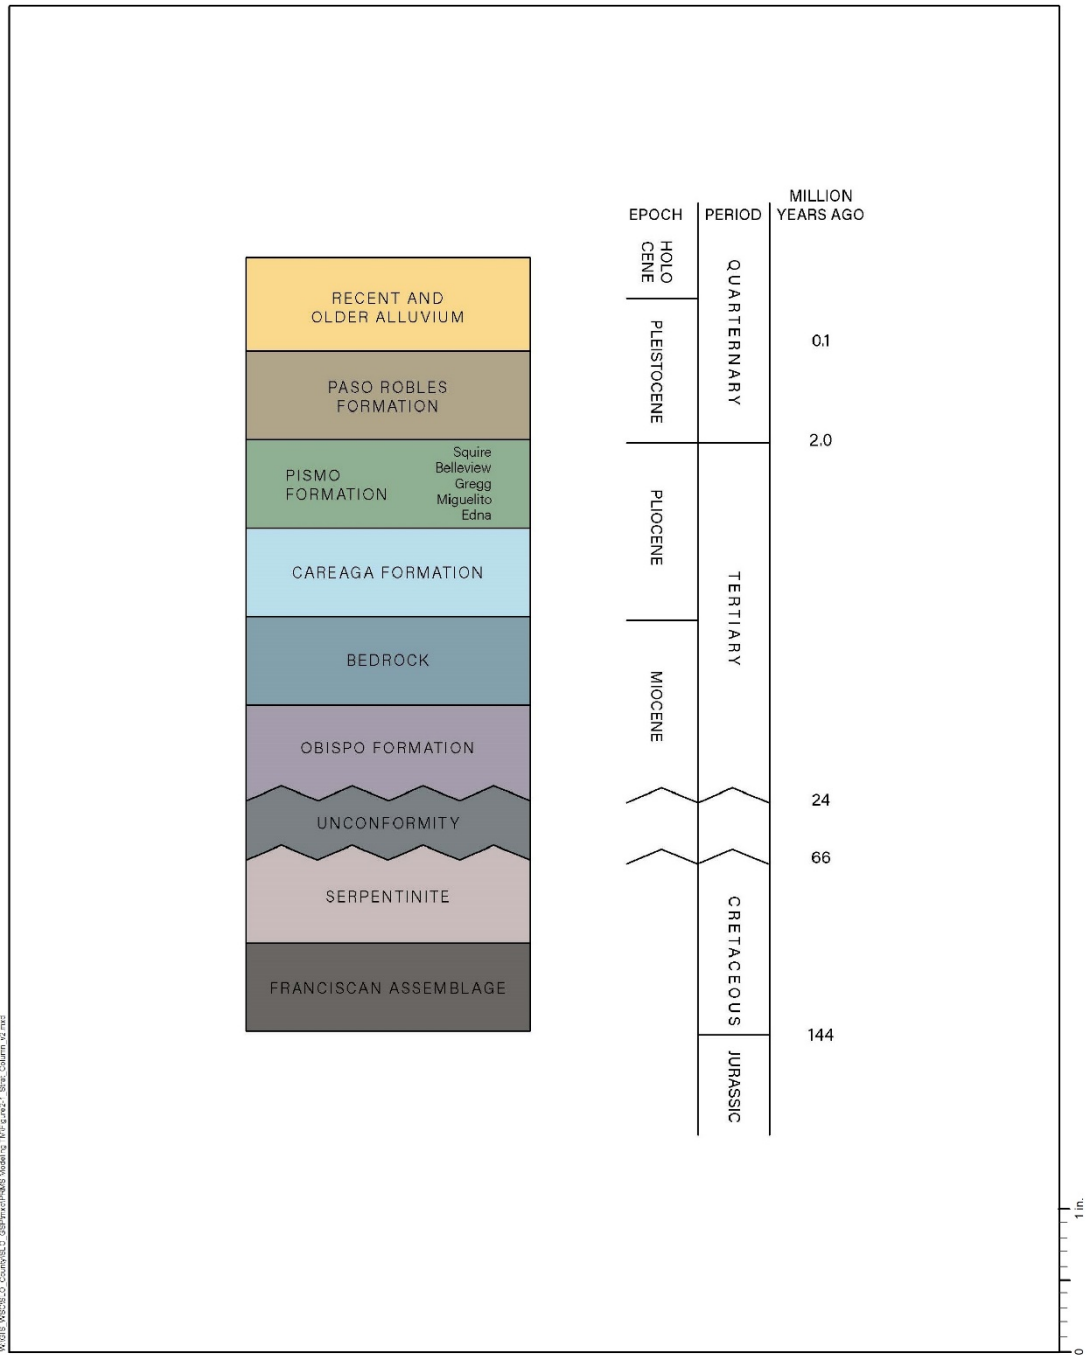 MILLION
EPOCH PERIOD YEARS AGO
HOLO
CENE
QUARTERNARY
RECENT AND
OLDER ALLUVIUM
PLEISTOCENE
0.1
PASO ROBLES
FORMATION
2.0
PISMO
FORMATION
Squire
Belleview
Gregg
Miguelito
Edna
PLIOCENE
TERTIARY
CAREAGA FORMATION
BEDROCK
MIOCENE
OBISPO FORMATION
24
UNCONFORMITY
66
SERPENTINITE
CRETACEOUS
FRANCISCAN ASSEMBLAGE
144
JURASSIC
1 in.
0